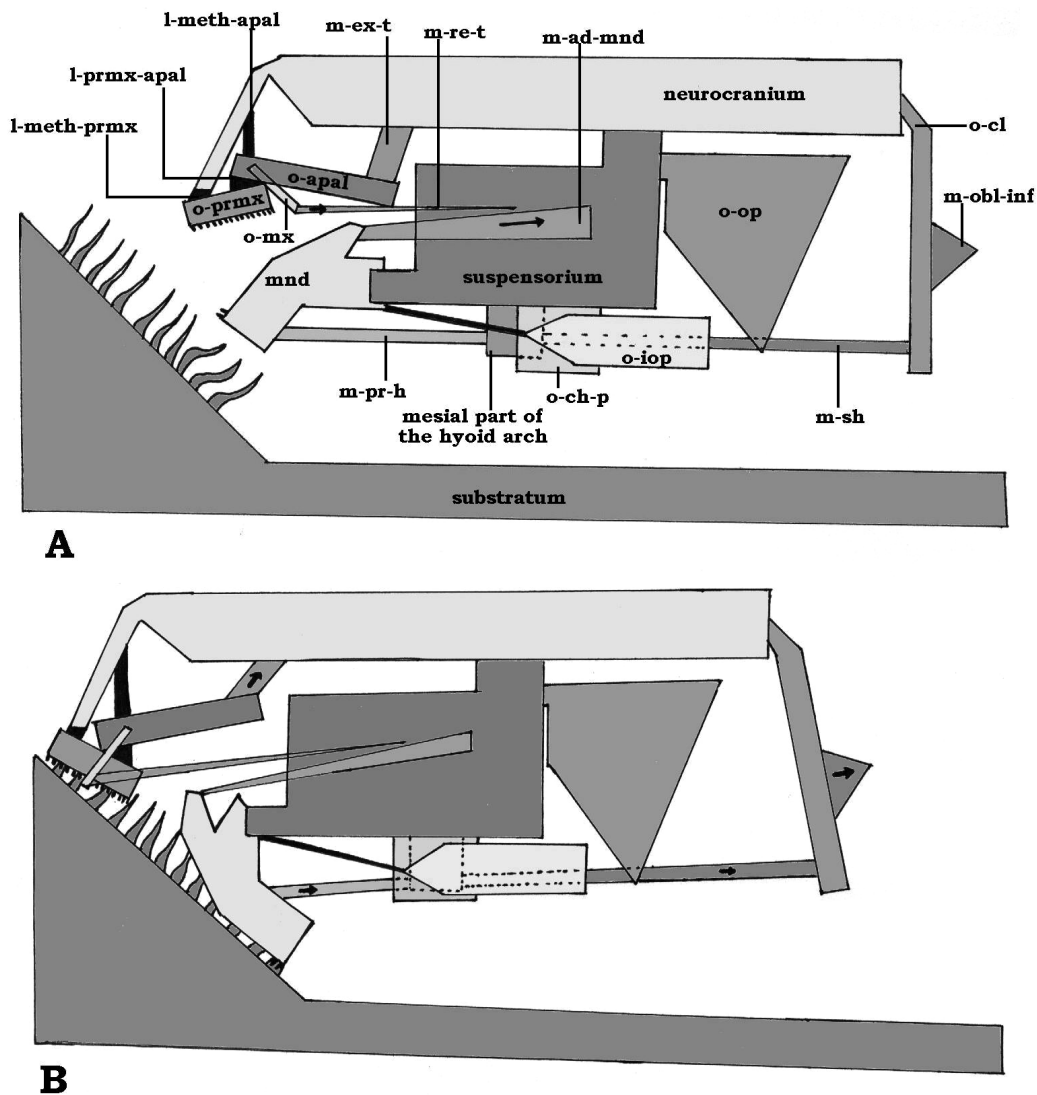 l-meth-apal
m-ex-t
m-re-t
m-ad-mnd
l-prmx-apal
neurocranium
l-meth-prmx
o-cl
o-apal
m-obl-inf
o-prmx
o-op
o-mx
mnd
suspensorium
o-iop
m-pr-h
o-ch-p
mesial part of
the hyoid arch
m-sh
substratum
A
B